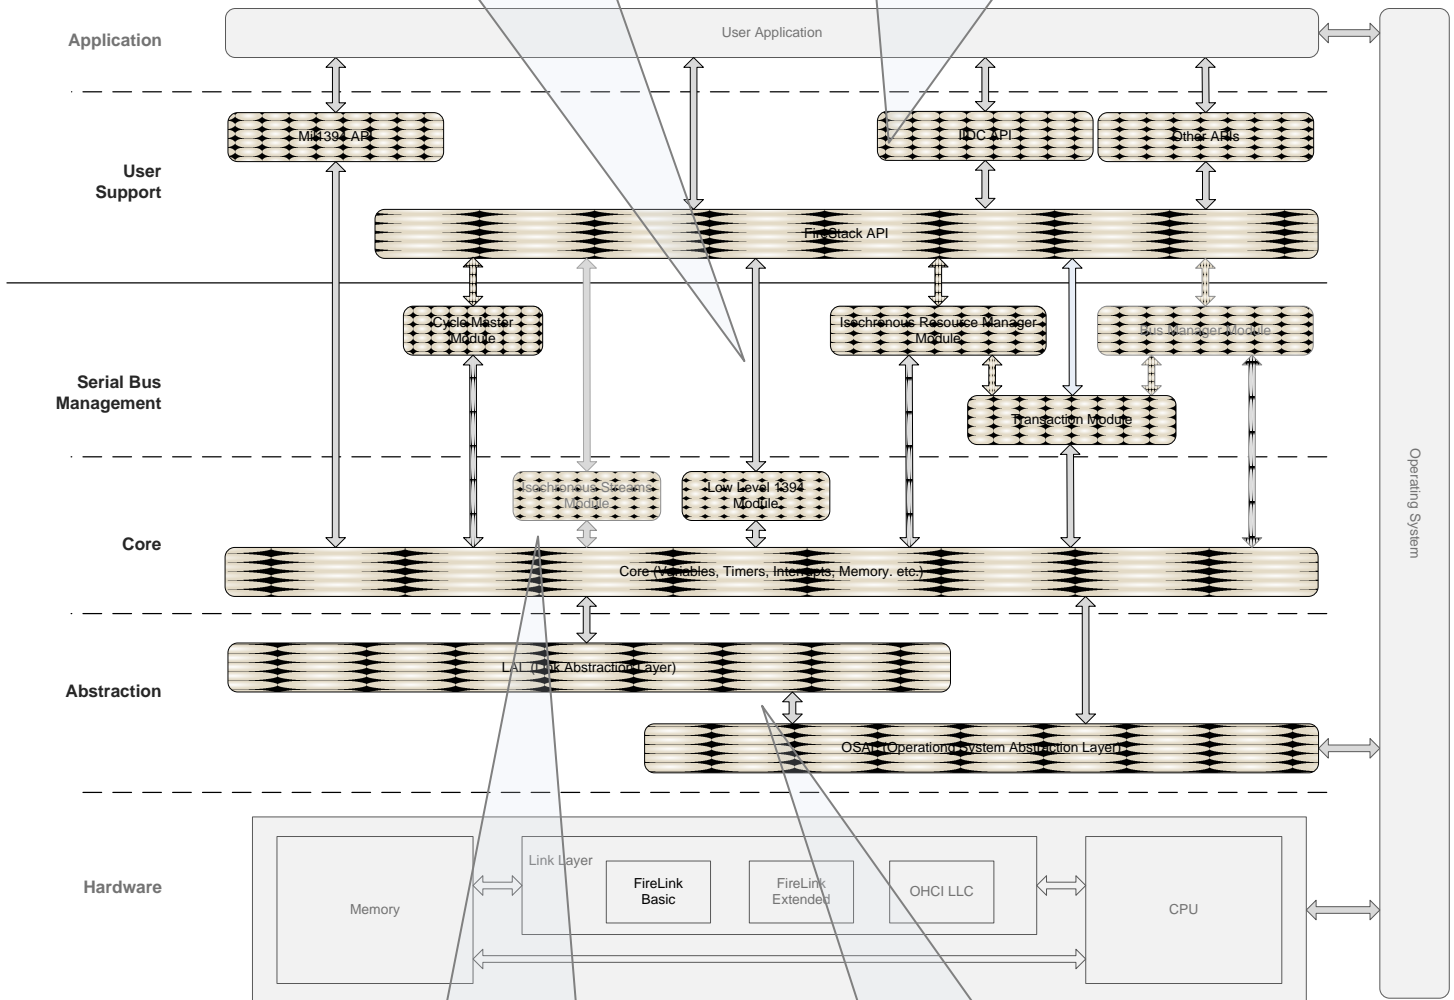 Application
User Application
Mil1394 API
IIDC API
Other APIs
User
Support
FireStack API
Cycle Master
Module
Isochronous Resource Manager
Module
Bus Manager Module
Serial Bus
Management
Transaction Module
Operating System
Isochronous Streams
Module
Low Level 1394
Module
Core
Core (Variables, Timers, Interrupts, Memory. etc.)
LAL (Link Abstraction Layer)
Abstraction
OSAL (Operationg System Abstraction Layer)
Link Layer
Hardware
FireLink
Basic
FireLink
Extended
OHCI LLC
Memory
CPU